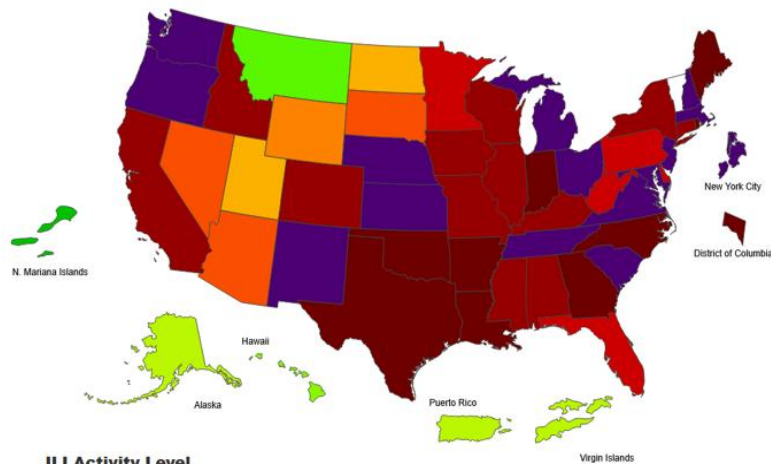 New York City
District of Columbia
N. Mariana Islands
Hawaii
Alaska
Puerto Rico
Virgin Islands
ILI Activity Level